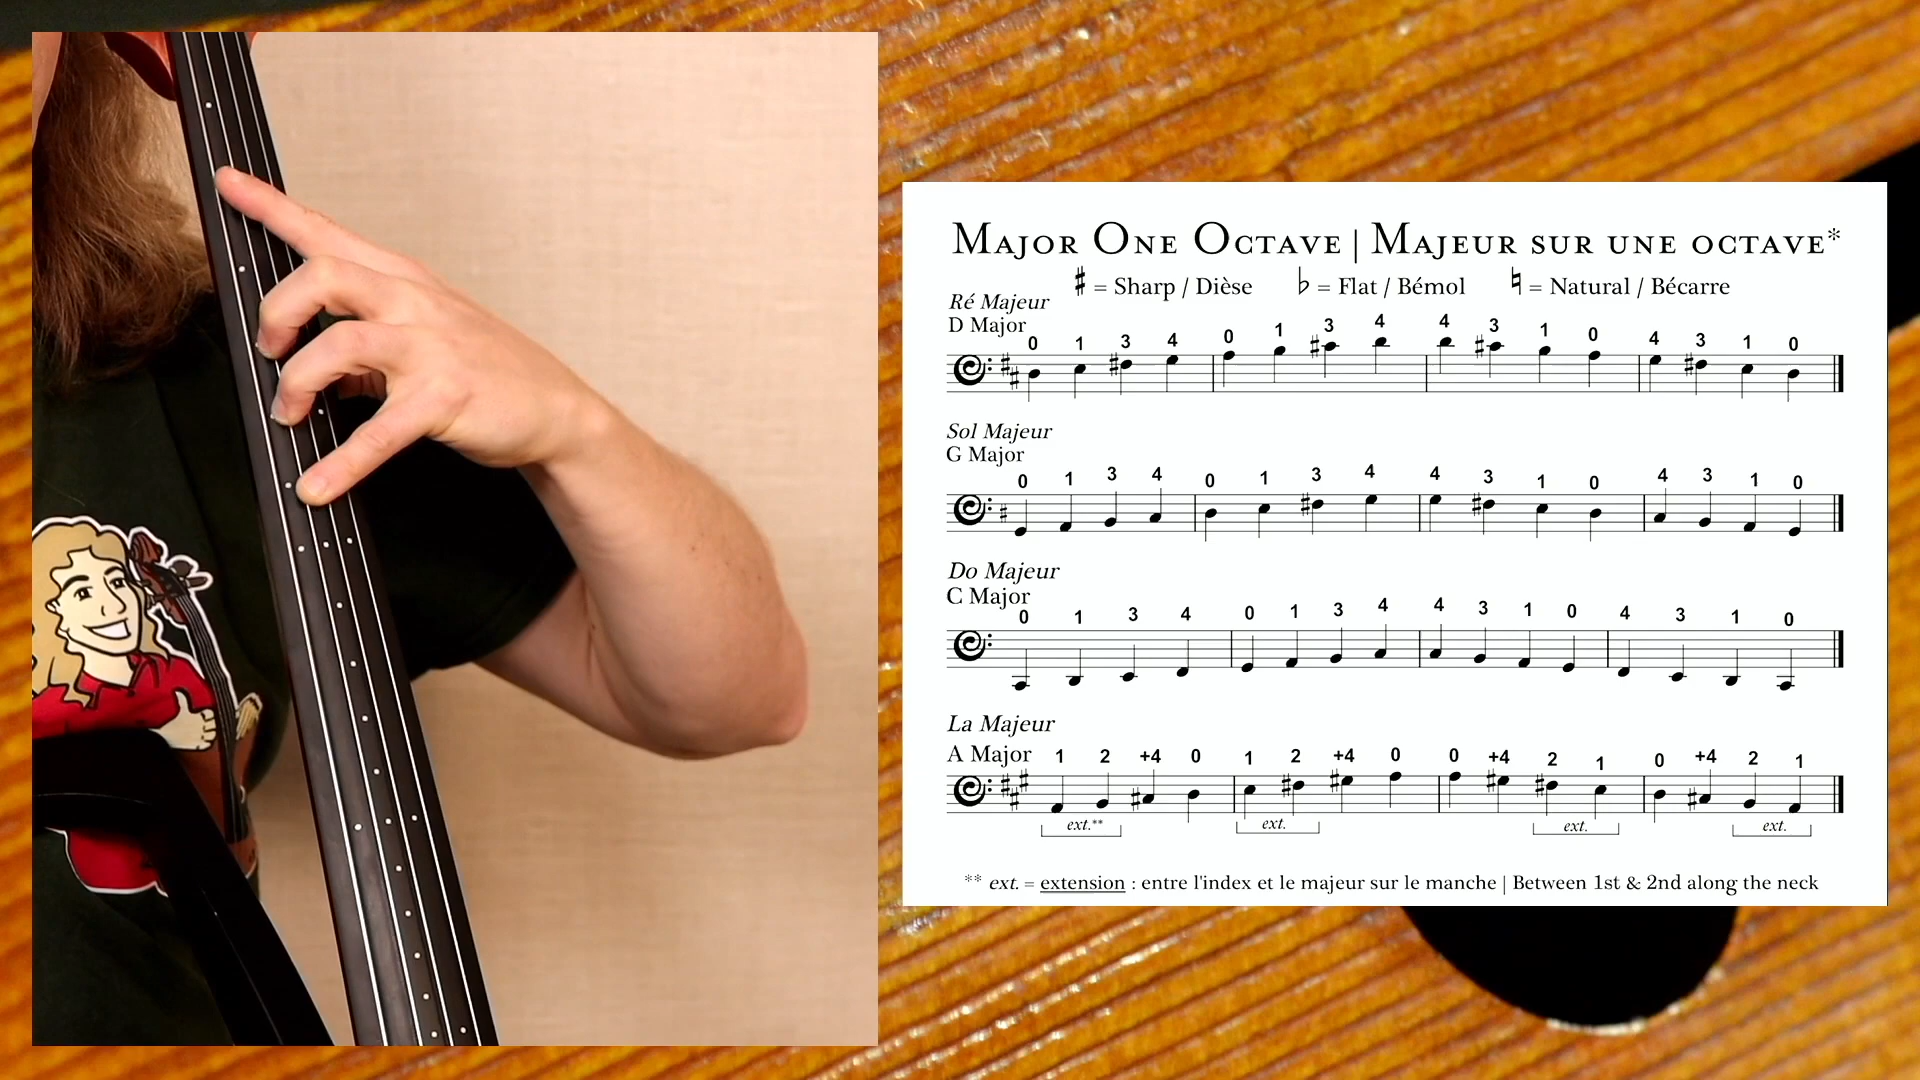 Major One Octave | Majeur sur une octave*
♯ = Sharp / Dièse ♭ = Flat / Bémol ♮ = Natural / Bécarre
Ré Majeur
D Major
0 1 3 4 0 1 3 4 4 3 1 0 4 3 1 0
Sol Majeur
G Major
0 1 3 4 0 1 3 4 4 3 1 0 4 3 1 0
Do Majeur
C Major
0 1 3 4 0 1 3 4 4 3 1 0 4 3 1 0
La Majeur
A Major 1 2 +4 0 1 2 +4 0 0 +4 2 1 0 +4 2 1
ext.** ext. ext. ext.
** ext. = extension : entre l'index et le majeur sur le manche | Between 1st & 2nd along the neck